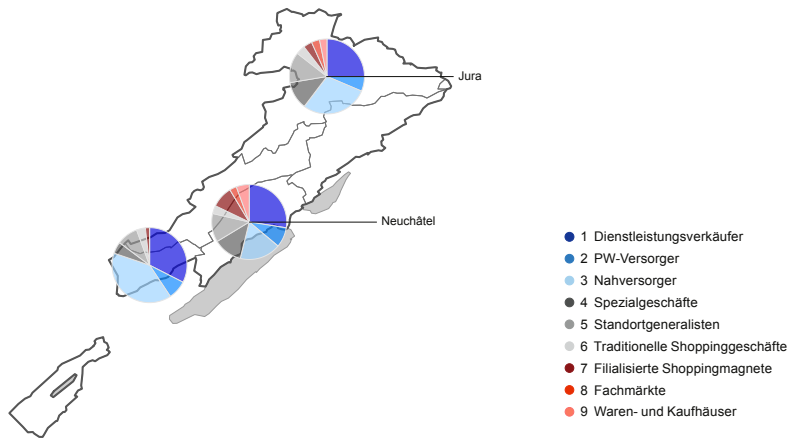 Jura
Neuchâtel
1 Dienstleistungsverkäufer
2 PW-Versorger
3 Nahversorger
4 Spezialgeschäfte
5 Standortgeneralisten
6 Traditionelle Shoppinggeschäfte
7 Filialisierte Shoppingmagnete
8 Fachmärkte
9 Waren- und Kaufhäuser